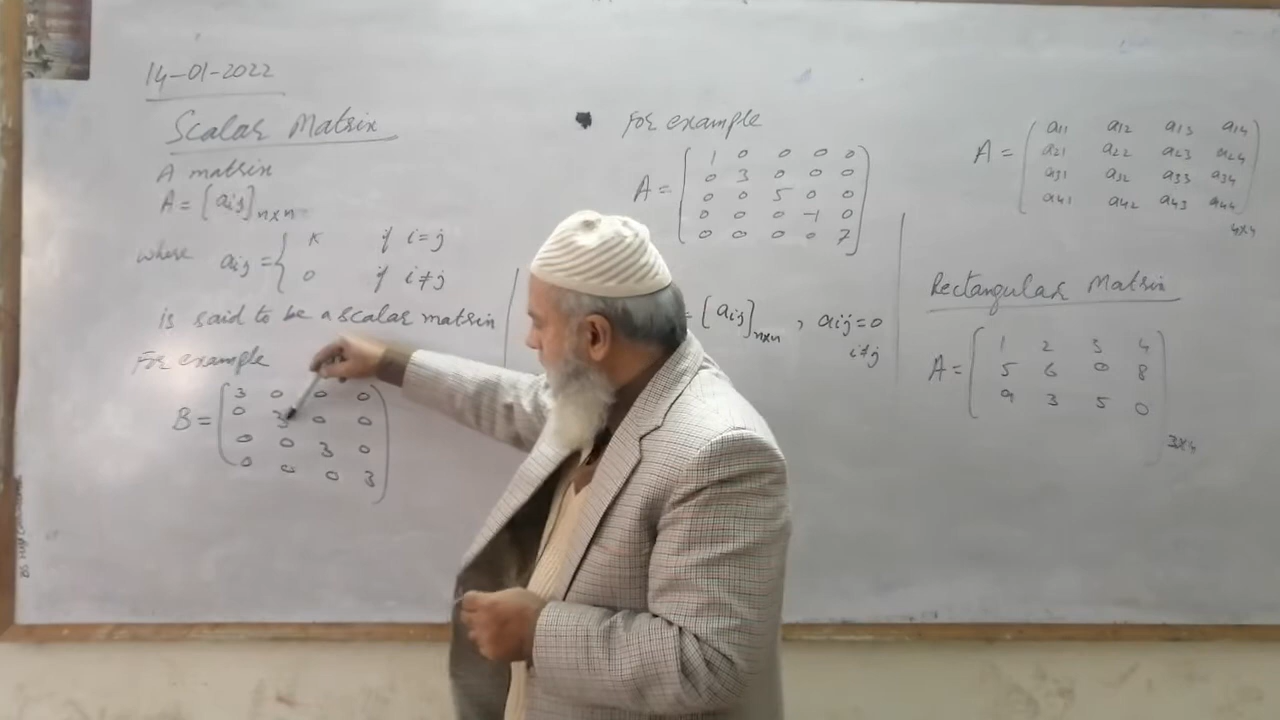 14-01-2022
Scalar Matrix
A matrix
A = [aij]n×n
where aij = { K if i=j
0 if i≠j
is said to be a scalar matrix
For example
B = [ 3 0 0 0
0 3 0 0
0 0 3 0
0 0 0 3 ]
For example
A = [ 1 0 0 0 0
0 3 0 0 0
0 0 5 0 0
0 0 0 -1 0
0 0 0 0 7 ]
= [aij]n×n , aij=0
i≠j
A = [ a11 a12 a13 a14
a21 a22 a23 a24
a31 a32 a33 a34
a41 a42 a43 a44 ]
4×4
Rectangular Matrix
A = [ 1 2 3 4
5 6 0 8
9 3 5 0 ]
3×4